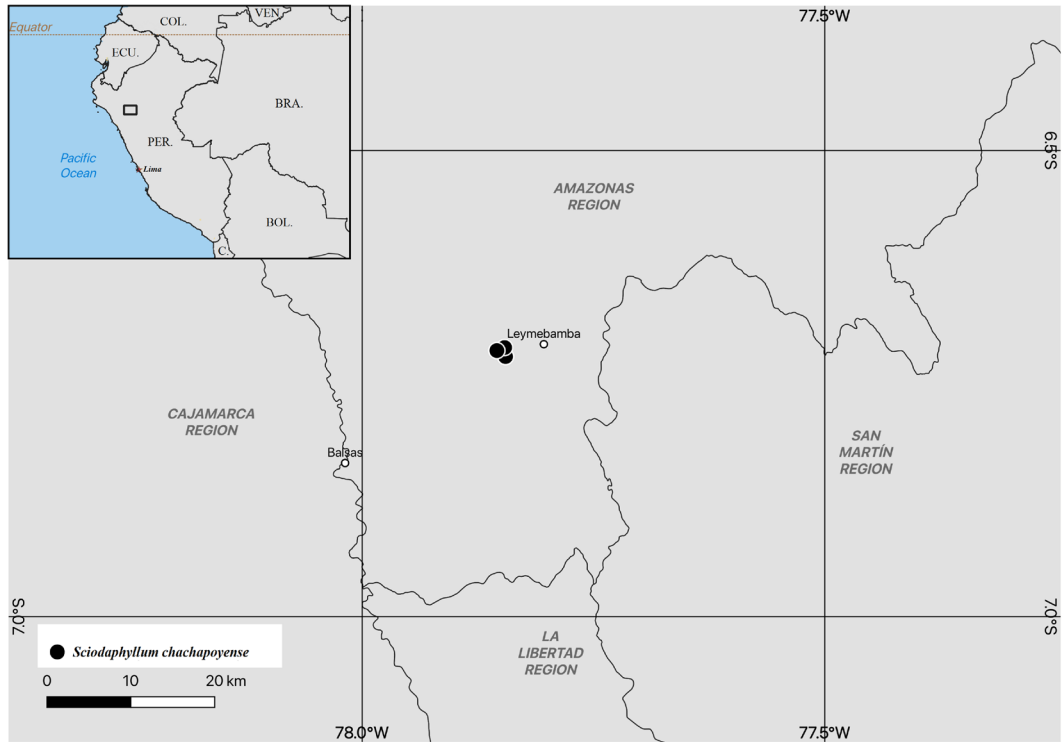 COL.
VEN
Equator
ECU.
BRA.
PER.
Pacific
Ocean
Lima
BOL.
C.
77.5°W
6.5°S
AMAZONAS
REGION
Leymebamba
CAJAMARCA
REGION
SAN
MARTÍN
REGION
Balsas
7.0°S
7.0°S
LA
LIBERTAD
REGION
Sciodaphyllum chachapoyense
0 10 20 km
78.0°W
77.5°W